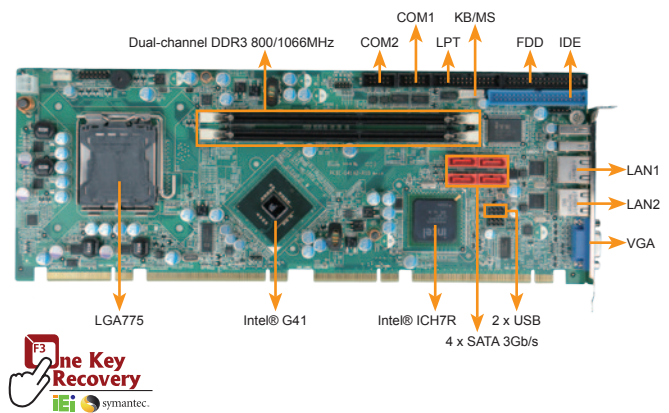 COM1
KB/MS
Dual-channel DDR3 800/1066MHz
COM2
LPT
FDD
IDE
LAN1
LAN2
VGA
intel
LGA775
Intel® G41
Intel® ICH7R
2 x USB
4 x SATA 3Gb/s
F3
One Key
Recovery
iEi
symantec.